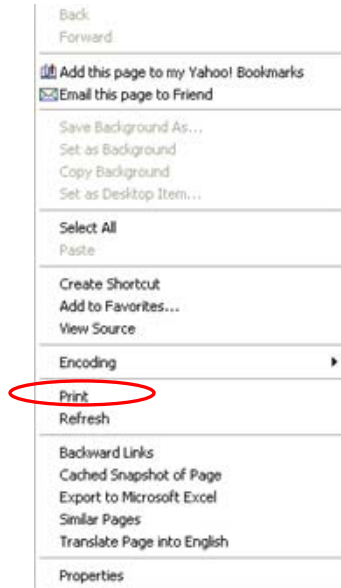 Back
Forward
Add this page to my Yahoo! Bookmarks
Email this page to Friend
Save Background As...
Set as Background
Copy Background
Set as Desktop Item...
Select All
Paste
Create Shortcut
Add to Favorites...
View Source
Encoding
Print
Refresh
Backward Links
Cached Snapshot of Page
Export to Microsoft Excel
Similar Pages
Translate Page into English
Properties